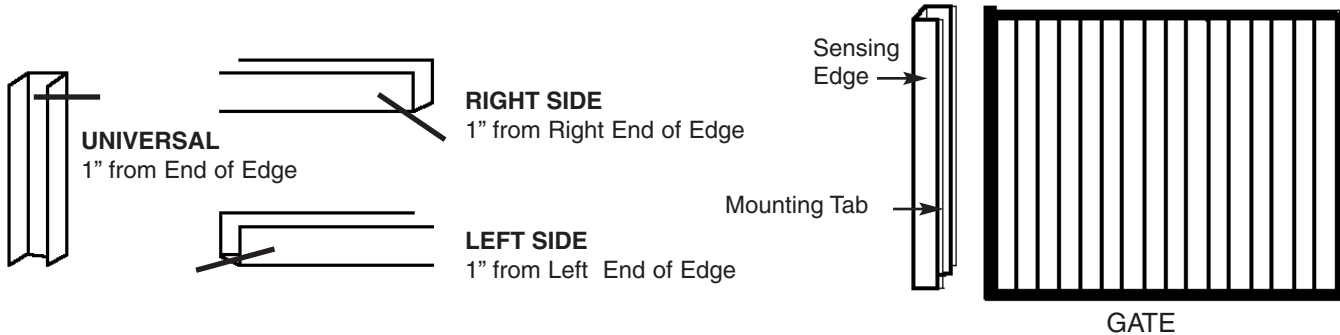 UNIVERSAL
1” from End of Edge
RIGHT SIDE
1” from Right End of Edge
LEFT SIDE
1” from Left End of Edge
Sensing
Edge
Mounting Tab
GATE